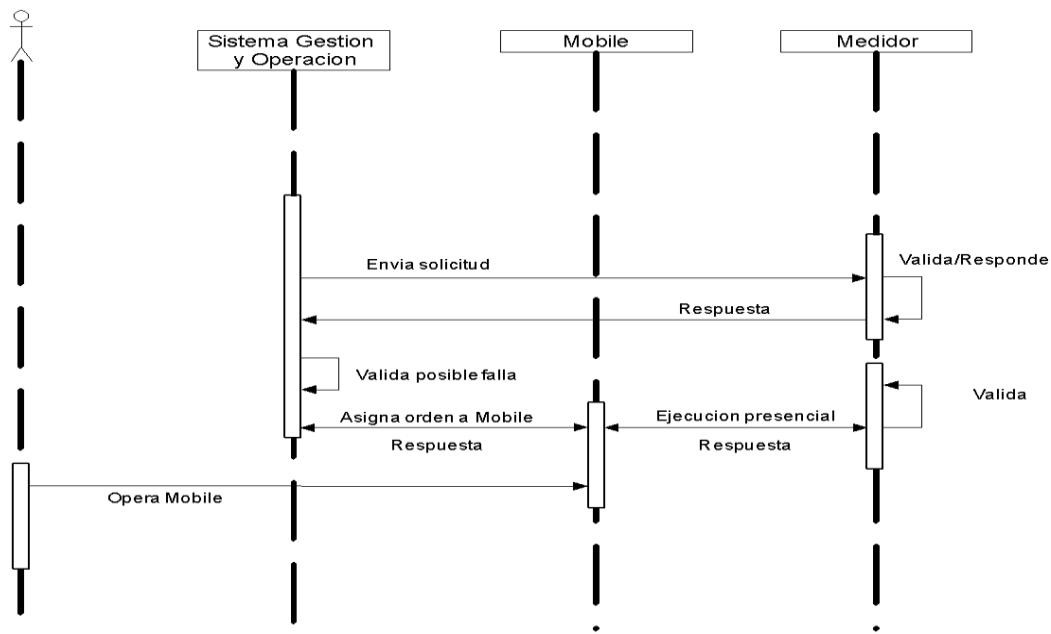 Sistema Gestion
y Operacion
Mobile
Medidor
Valida/Responde
Envia solicitud
Respuesta
Valida posible falla
Valida
Asigna orden a Mobile
Ejecucion presencial
Respuesta
Respuesta
Opera Mobile